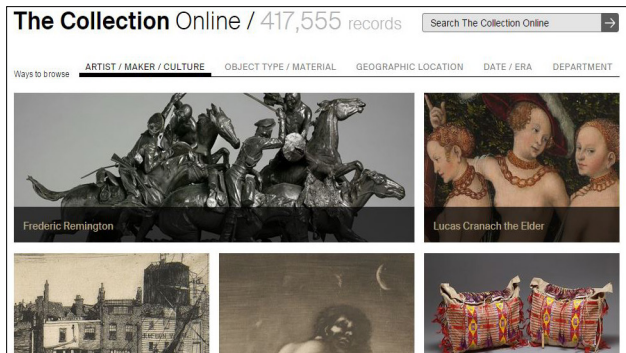 The Collection Online / 417,555 records
Search The Collection Online
Ways to browse
ARTIST / MAKER / CULTURE
OBJECT TYPE / MATERIAL
GEOGRAPHIC LOCATION
DATE / ERA
DEPARTMENT
Frederic Remington
Lucas Cranach the Elder